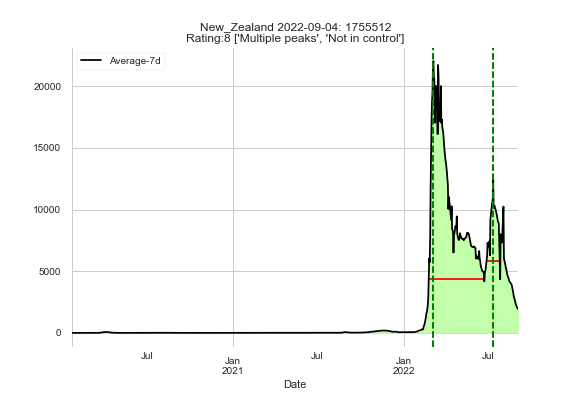 New_Zealand 2022-09-04: 1755512
Rating:8 ['Multiple peaks', 'Not in control']
Average-7d
20000
15000
10000
5000
0
Jul
Jan
2021
Jul
Jan
2022
Jul
Date